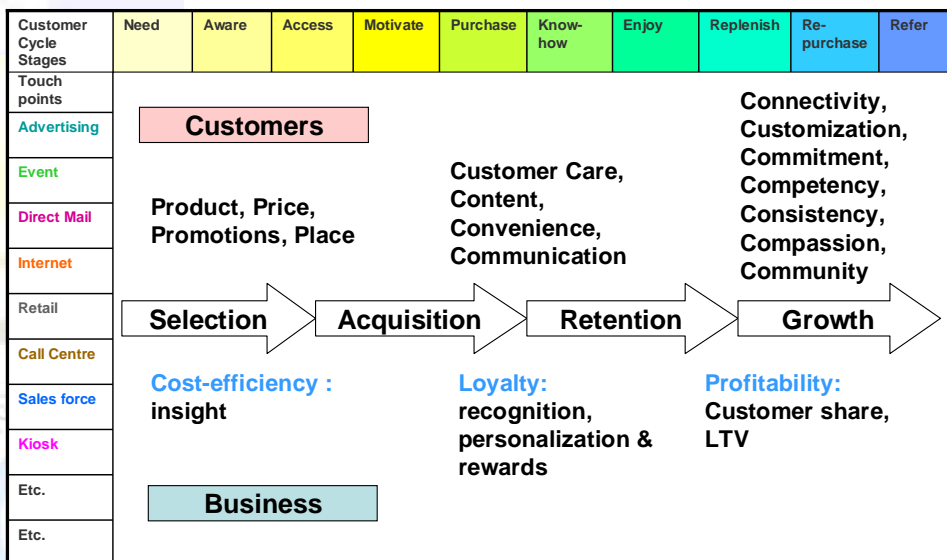 Customer
Cycle
Stages
Need
Aware
Access
Motivate
Purchase
Know-
how
Enjoy
Replenish
Re-
purchase
Refer
Touch
points
Advertising
Event
Direct Mail
Internet
Retail
Call Centre
Sales force
Kiosk
Etc.
Etc.
Customers
Product, Price,
Promotions, Place
Customer Care,
Content,
Convenience,
Communication
Connectivity,
Customization,
Commitment,
Competency,
Consistency,
Compassion,
Community
Selection
Acquisition
Retention
Growth
Cost-efficiency :
insight
Loyalty:
recognition,
personalization &
rewards
Profitability:
Customer share,
LTV
Business